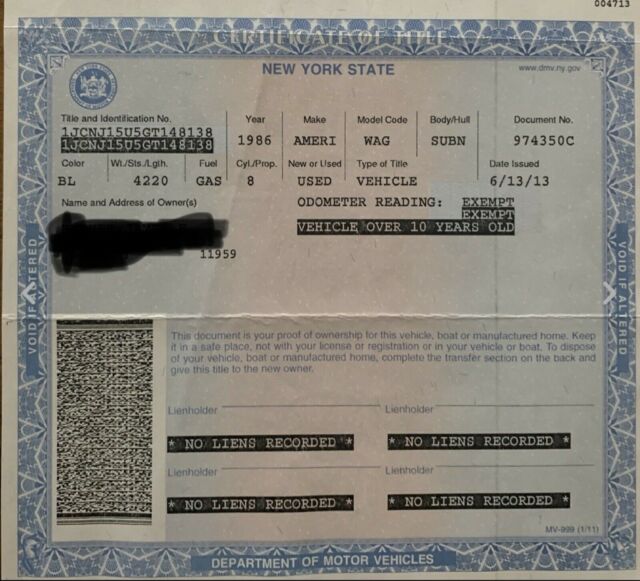 004713
CERTIFICATE OF TITLE
NEW YORK STATE
www.dmv.ny.gov
Title and Identification No. Year Make Model Code Body/Hull Document No.
1JCNJ15U5GT148138
1JCNJ15U5GT148138 1986 AMERI WAG SUBN 974350C
Color Wt./Sts./Lgth. Fuel Cyl./Prop. New or Used Type of Title Date Issued
BL 4220 GAS 8 USED VEHICLE 6/13/13
Name and Address of Owner(s) ODOMETER READING: EXEMPT
EXEMPT
VEHICLE OVER 10 YEARS OLD
11959
VOID IF ALTERED
VOID IF ALTERED
This document is your proof of ownership for this vehicle, boat or manufactured home. Keep
it in a safe place, not with your license or registration or in your vehicle or boat. To dispose
of your vehicle, boat or manufactured home, complete the transfer section on the back and
give this title to the new owner.
Lienholder Lienholder
* NO LIENS RECORDED * * NO LIENS RECORDED *
Lienholder Lienholder
* NO LIENS RECORDED * * NO LIENS RECORDED *
MV-999 (1/11)
DEPARTMENT OF MOTOR VEHICLES